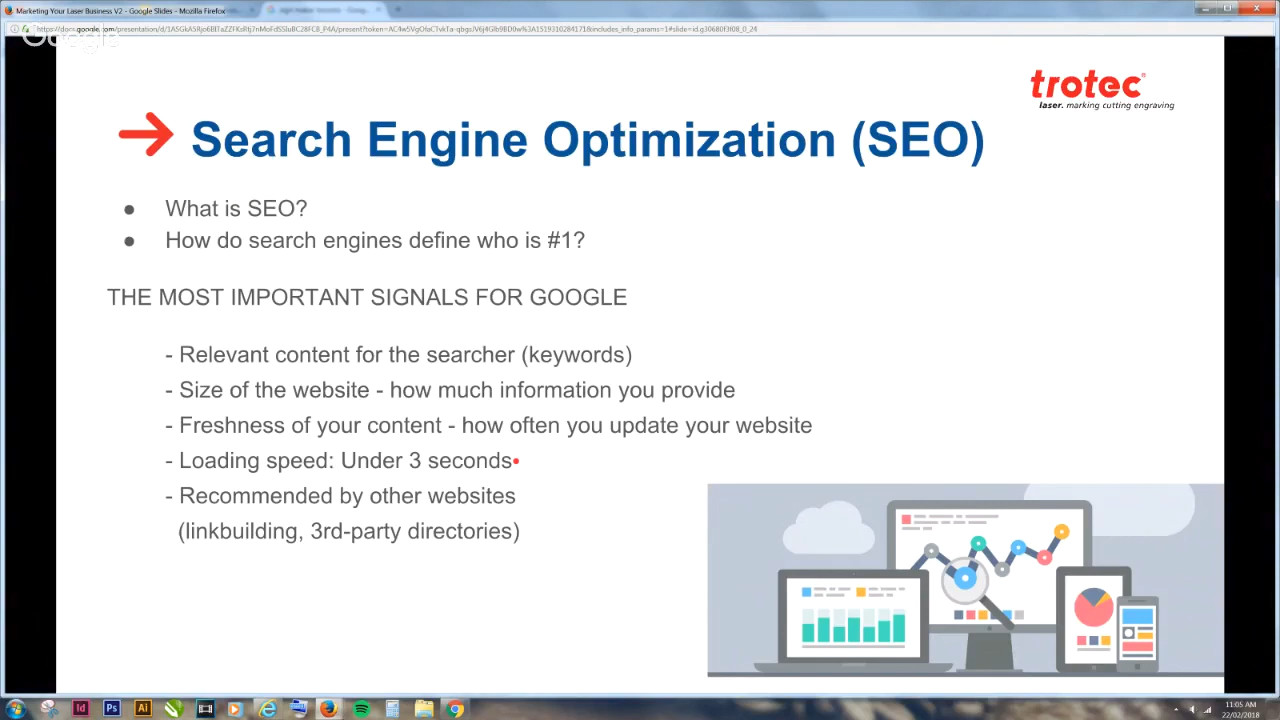 Marketing Your Laser Business V2 - Google Slides - Mozilla Firefox
Google
trotec
laser. marking cutting engraving
Search Engine Optimization (SEO)
● What is SEO?
● How do search engines define who is #1?
THE MOST IMPORTANT SIGNALS FOR GOOGLE
- Relevant content for the searcher (keywords)
- Size of the website - how much information you provide
- Freshness of your content - how often you update your website
- Loading speed: Under 3 seconds
- Recommended by other websites
(linkbuilding, 3rd-party directories)
Id Ps Ai
11:05 AM
22/02/2018